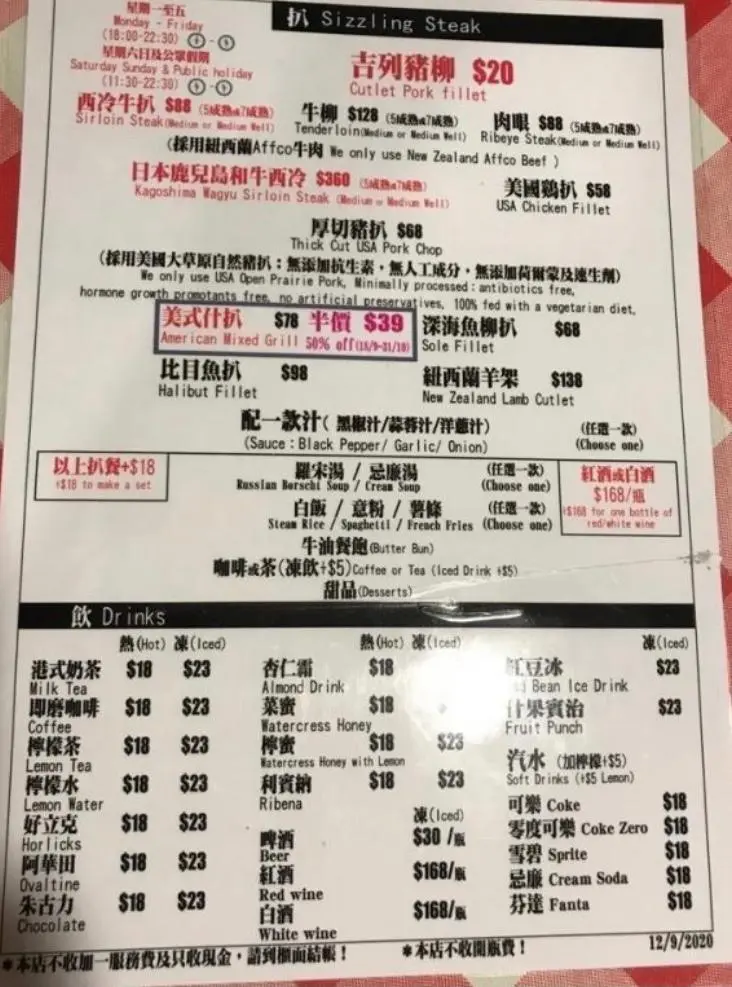 星期一至五
Monday - Friday
(18:00-22:30)
星期六日及公眾假期
Saturday Sunday & Public holiday
(11:30-22:30)
扒 Sizzling Steak
吉列豬柳 $20
Cutlet Pork fillet
西冷牛扒 $88 (5成熟或7成熟)
Sirloin Steak(Medium or Medium Well)
牛柳 $128 (5成熟或7成熟)
Tenderloin(Medium or Medium Well)
肉眼 $88 (5成熟或7成熟)
Ribeye Steak(Medium or Medium Well)
(採用紐西蘭Affco牛肉 We only use New Zealand Affco Beef )
日本鹿兒島和牛西冷 $360 (5成熟或7成熟)
Kagoshima Wagyu Sirloin Steak (Medium or Medium Well)
美國鷄扒 $58
USA Chicken Fillet
厚切豬扒 $68
Thick Cut USA Pork Chop
(採用美國大草原自然豬扒：無添加抗生素，無人工成分，無添加荷爾蒙及速生劑)
We only use USA Open Prairie Pork, Minimally processed：antibiotics free,
hormone growth promotants free, no artificial preservatives, 100% fed with a vegetarian diet,
美式什扒 $78 半價 $39
American Mixed Grill 50% off(18/9-31/10)
深海魚柳扒 $68
Sole Fillet
比目魚扒 $98
Halibut Fillet
紐西蘭羊架 $138
New Zealand Lamb Cutlet
配一款汁( 黑椒汁/蒜蓉汁/洋蔥汁) (任選一款)
(Sauce：Black Pepper/ Garlic/ Onion) (Choose one)
以上扒餐+$18
+$18 to make a set
羅宋湯 / 忌廉湯 (任選一款)
Russian Borschi Soup / Cream Soup (Choose one)
白飯 / 意粉 / 薯條 (任選一款)
Steam Rice / Spaghetti / French Fries (Choose one)
牛油餐飽(Butter Bun)
咖啡或茶(凍飲+$5)Coffee or Tea (Iced Drink +$5)
甜品(Desserts)
紅酒或白酒
$168/瓶
+$168 for one bottle of
red/white wine
飲 Drinks
熱(Hot) 凍(Iced)
港式奶茶 $18 $23
Milk Tea
即磨咖啡 $18 $23
Coffee
檸檬茶 $18 $23
Lemon Tea
檸檬水 $18 $23
Lemon Water
好立克 $18 $23
Horlicks
阿華田 $18 $23
Ovaltine
朱古力 $18 $23
Chocolate
熱(Hot) 凍(Iced)
杏仁霜 $18
Almond Drink
菜蜜 $18
Watercress Honey
檸蜜 $18 $23
Watercress Honey with Lemon
利賓納 $18 $23
Ribena
凍(Iced)
啤酒 $30 /瓶
Beer
紅酒 $168/瓶
Red wine
白酒 $168/瓶
White wine
凍(Iced)
紅豆冰 $23
Bean Ice Drink
什果賓治 $23
Fruit Punch
汽水 (加檸檬+$5)
Soft Drinks (+$5 Lemon)
可樂 Coke $18
零度可樂 Coke Zero $18
雪碧 Sprite $18
忌廉 Cream Soda $18
芬達 Fanta $18
*本店不收加一服務費及只收現金，請到櫃面結帳！ *本店不收開瓶費！ 12/9/2020